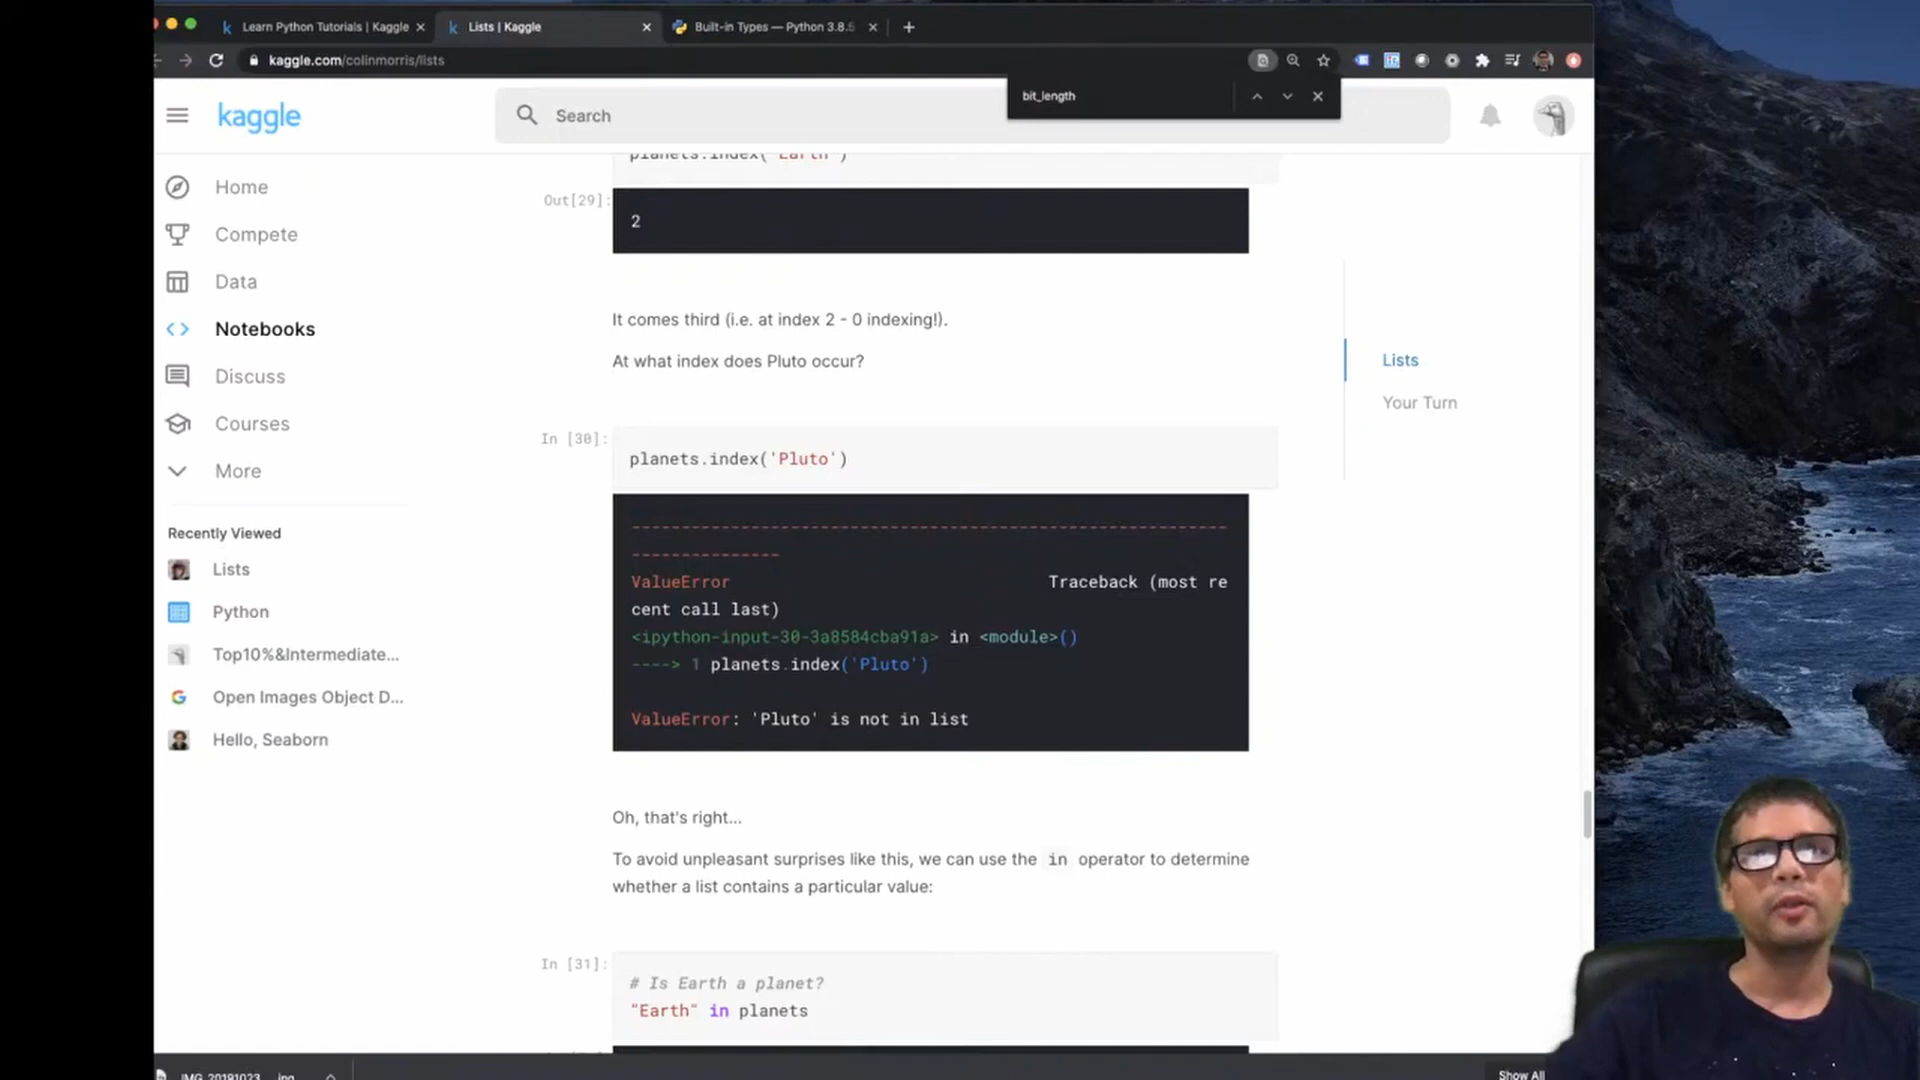 Learn Python Tutorials | Kaggle
Lists | Kaggle
Built-in Types — Python 3.8.5
kaggle.com/colinmorris/lists
bit_length
kaggle
Search
planets.index('Earth')
Home
Out[29]:
2
Compete
Data
It comes third (i.e. at index 2 - 0 indexing!).
Notebooks
At what index does Pluto occur?
Lists
Discuss
Your Turn
Courses
In [30]:
planets.index('Pluto')
More
---------------------------------------------------------------------------
Recently Viewed
ValueError Traceback (most re
Lists
cent call last)
Python
<ipython-input-30-3a8584cba91a> in <module>()
Top10%&Intermediate...
----> 1 planets.index('Pluto')
Open Images Object D...
ValueError: 'Pluto' is not in list
Hello, Seaborn
Oh, that's right...
To avoid unpleasant surprises like this, we can use the in operator to determine
whether a list contains a particular value:
In [31]:
# Is Earth a planet?
"Earth" in planets
IMG_20191023 .jpg
Show All